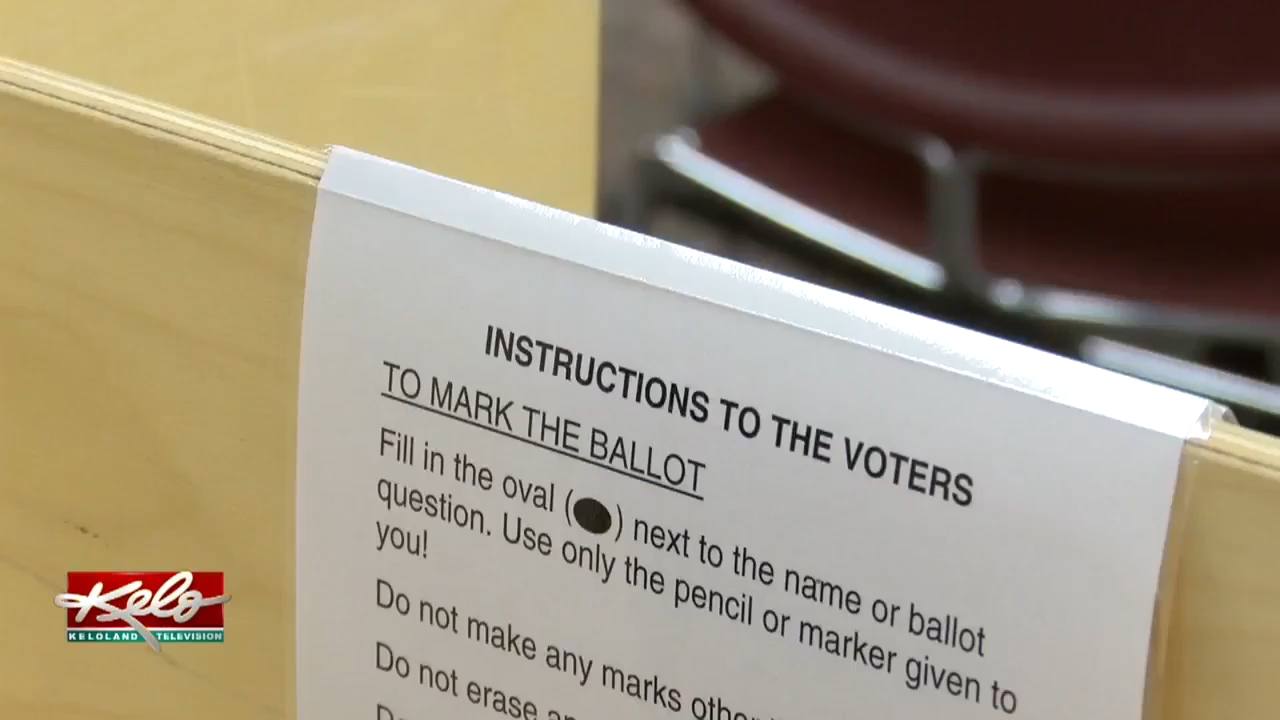 INSTRUCTIONS TO THE VOTERS
TO MARK THE BALLOT
Fill in the oval ( ) next to the name or ballot
question. Use only the pencil or marker given to
you!
Do not make any marks
Do not erase
Kelo
KELOLAND TELEVISION